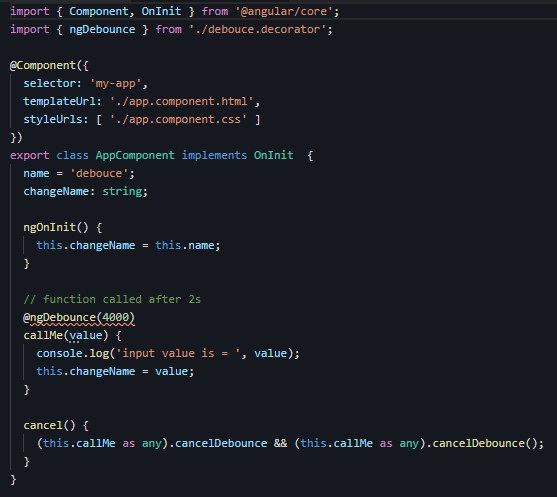 import { Component, OnInit } from '@angular/core';
import { ngDebounce } from './debouce.decorator';
@Component({
selector: 'my-app',
templateUrl: './app.component.html',
styleUrls: [ './app.component.css' ]
})
export class AppComponent implements OnInit  {
name = 'debouce';
changeName: string;
ngOnInit() {
this.changeName = this.name;
}
// function called after 2s
@ngDebounce(4000)
callMe(value) {
console.log('input value is = ', value);
this.changeName = value;
}
cancel() {
(this.callMe as any).cancelDebounce && (this.callMe as any).cancelDebounce();
}
}